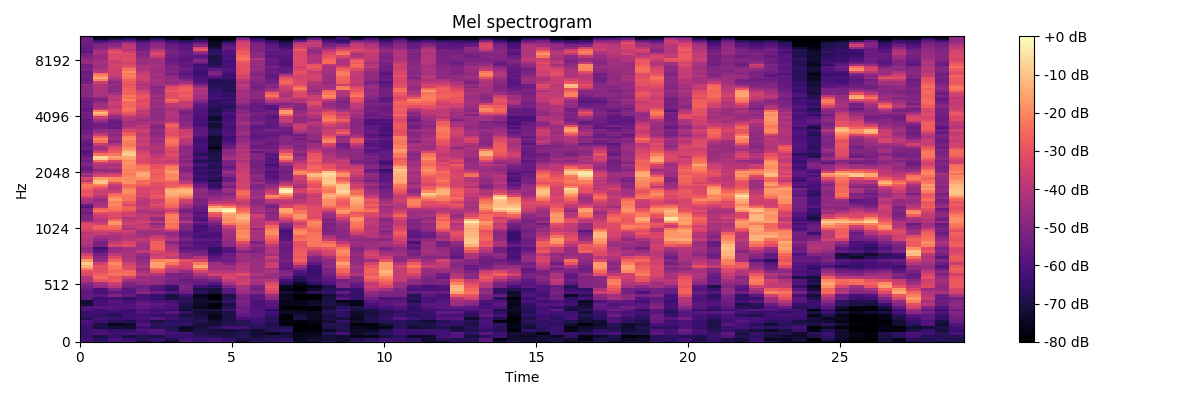 Mel spectrogram
8192
4096
2048
1024
512
0
Hz
0 5 10 15 20 25
Time
+0 dB
-10 dB
-20 dB
-30 dB
-40 dB
-50 dB
-60 dB
-70 dB
-80 dB